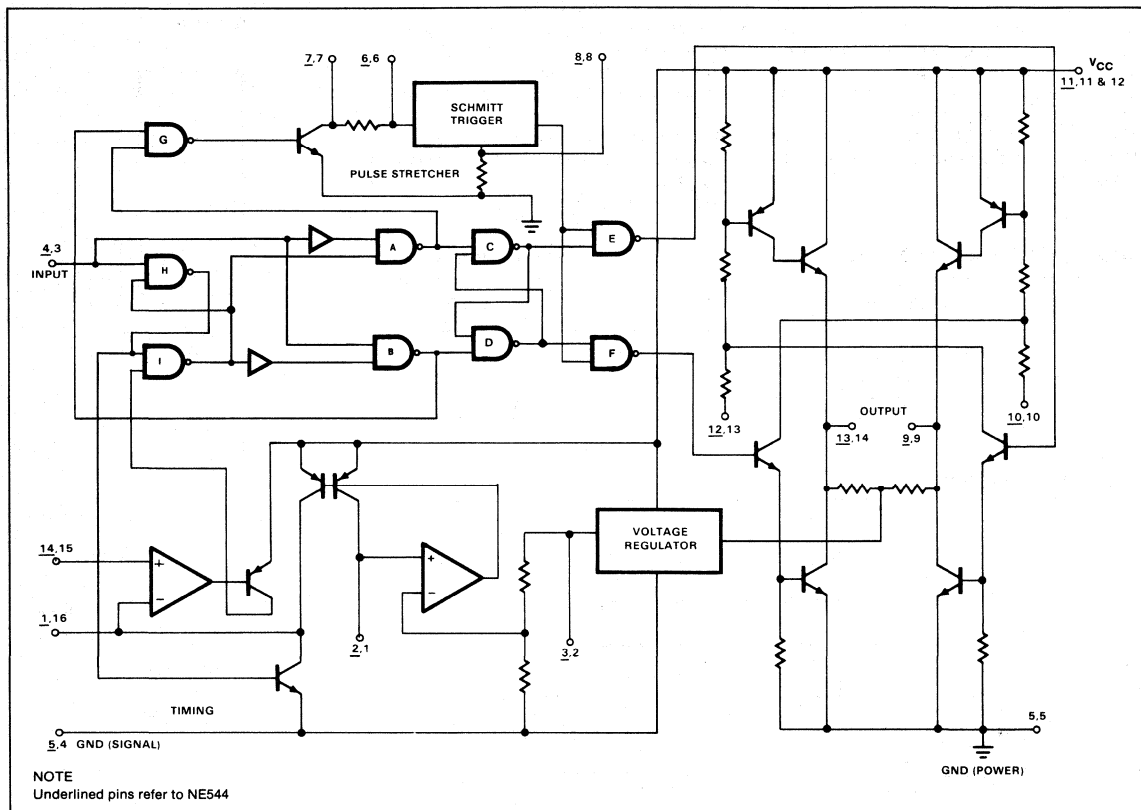 7,7
6,6
8,8
VCC
11,11 & 12
SCHMITT
TRIGGER
G
PULSE STRETCHER
4,3
INPUT
H
A
C
E
I
B
D
F
OUTPUT
12,13
13,14
9,9
10,10
14,15
+
−
+
−
VOLTAGE
REGULATOR
1,16
2,1
3,2
TIMING
5,4 GND (SIGNAL)
5,5
GND (POWER)
NOTE
Underlined pins refer to NE544